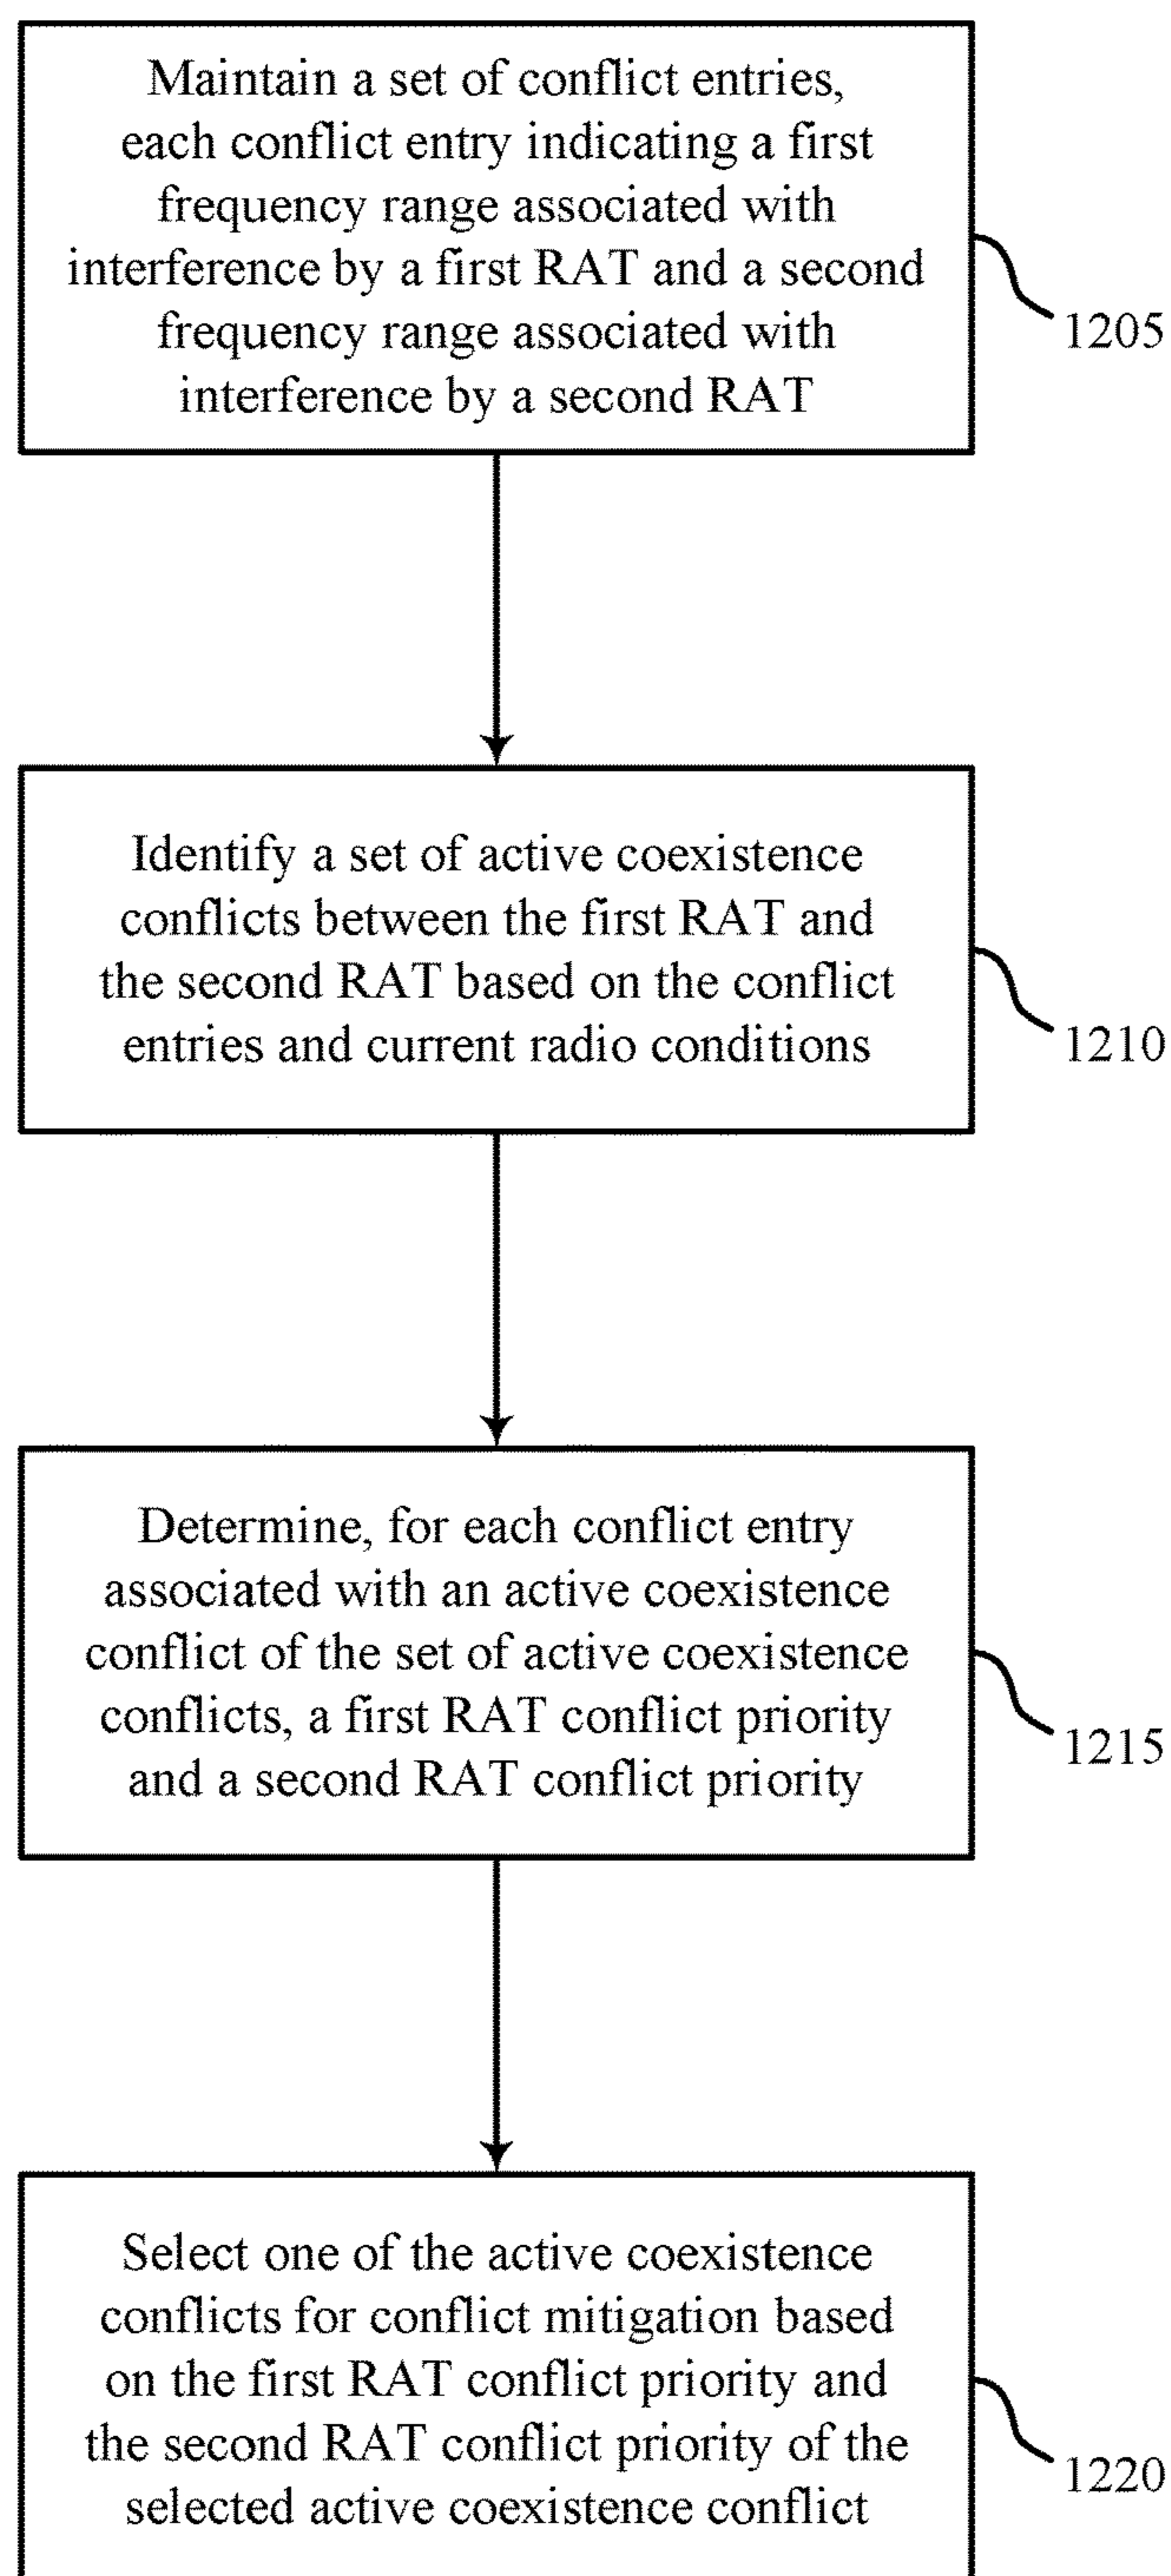 Maintain a set of conflict entries,
each conflict entry indicating a first
frequency range associated with
interference by a first RAT and a second
frequency range associated with
interference by a second RAT
1205
Identify a set of active coexistence
conflicts between the first RAT and
the second RAT based on the conflict
entries and current radio conditions
1210
Determine, for each conflict entry
associated with an active coexistence
conflict of the set of active coexistence
conflicts, a first RAT conflict priority
and a second RAT conflict priority
1215
Select one of the active coexistence
conflicts for conflict mitigation based
on the first RAT conflict priority and
the second RAT conflict priority of the
selected active coexistence conflict
1220